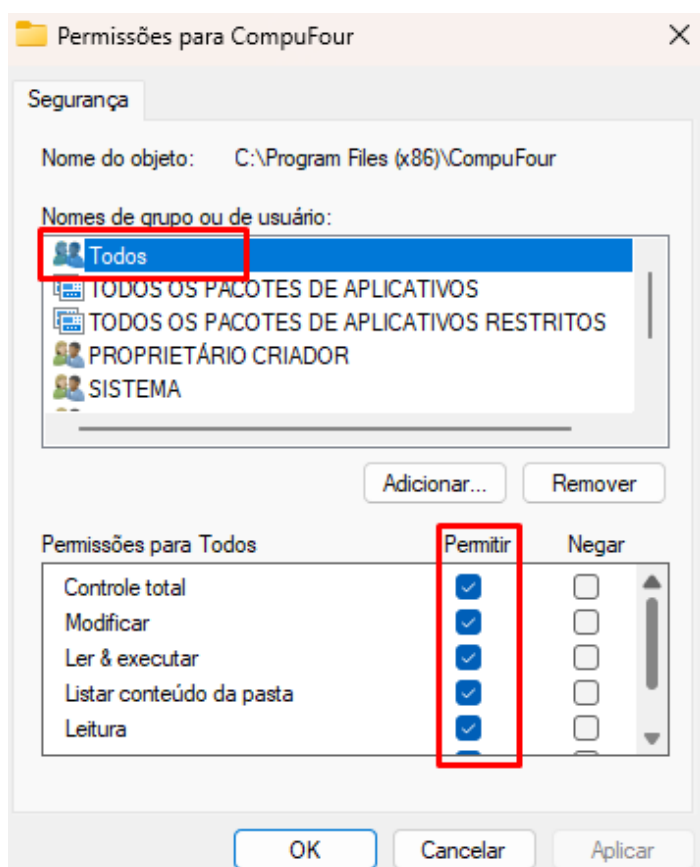 Permissões para CompuFour
Segurança
Nome do objeto: C:\Program Files (x86)\CompuFour
Nomes de grupo ou de usuário:
Todos
TODOS OS PACOTES DE APLICATIVOS
TODOS OS PACOTES DE APLICATIVOS RESTRITOS
PROPRIETÁRIO CRIADOR
SISTEMA
Adicionar... Remover
Permissões para Todos Permitir Negar
Controle total
Modificar
Ler & executar
Listar conteúdo da pasta
Leitura
OK Cancelar Aplicar